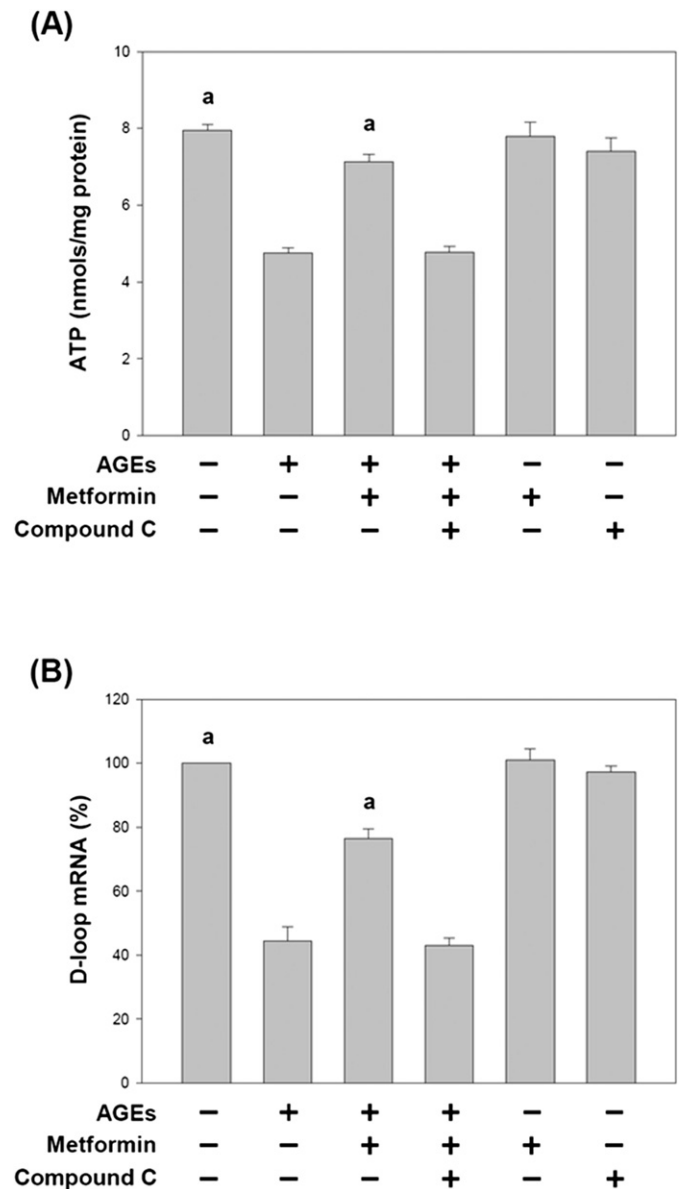 (A)
10
a
a
8
6
4
2
0
ATP (nmols/mg protein)
AGEs − + + + − −
Metformin − − + + + −
Compound C − − − + − +
(B)
120
a
100
a
80
60
40
20
0
D-loop mRNA (%)
AGEs − + + + − −
Metformin − − + + + −
Compound C − − − + − +